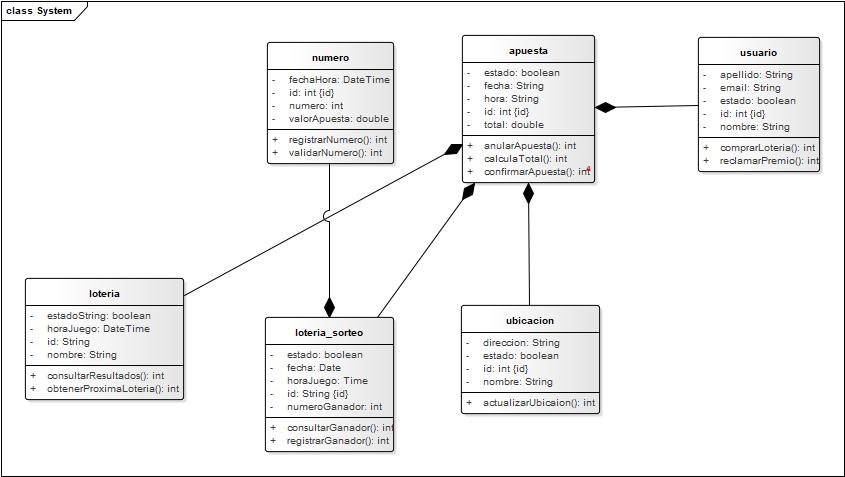 class System
numero
- fechaHora: DateTime
- id: int {id}
- numero: int
- valorApuesta: double
+ registrarNumero(): int
+ validarNumero(): int
apuesta
- estado: boolean
- fecha: String
- hora: String
- id: int {id}
- total: double
+ anularApuesta(): int
+ calculaTotal(): int
+ confirmarApuesta(): int
usuario
- apellido: String
- email: String
- estado: boolean
- id: int {id}
- nombre: String
+ comprarLoteria(): int
+ reclamarPremio(): int
loteria
- estadoString: boolean
- horaJuego: DateTime
- id: String
- nombre: String
+ consultarResultados(): int
+ obtenerProximaLoteria(): int
loteria_sorteo
- estado: boolean
- fecha: Date
- horaJuego: Time
- id: String {id}
- numeroGanador: int
+ consultarGanador(): int
+ registrarGanador(): int
ubicacion
- direccion: String
- estado: boolean
- id: int {id}
- nombre: String
+ actualizarUbicaion(): int